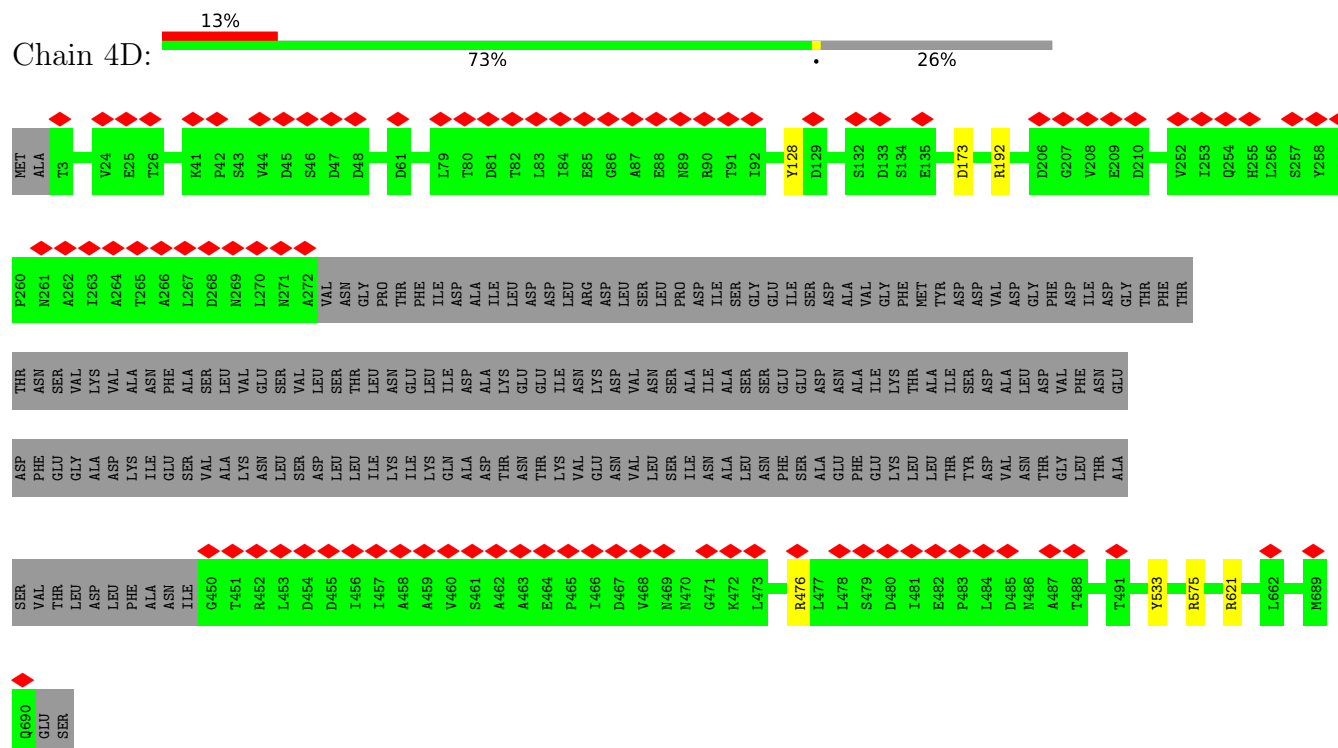 13%
Chain 4D:
73% • 26%
MET ALA T3 V24 E25 T26 K41 P42 S43 V44 D45 S46 D47 D48 D61 L79 T80 D81 T82 L83 I84 E85 G86 A87 E88 N89 R90 T91 I92 Y128 D129 S132 D133 S134 E135 D173 R192 D206 G207 V208 E209 D210 V252 I253 Q254 H255 L256 S257 Y258
P260 N261 A262 I263 A264 T265 A266 L267 D268 N269 L270 N271 A272 VAL ASN GLY PRO THR PHE ILE ASP ALA ILE LEU ASP ASP LEU ARG ASP LEU SER LEU PRO ASP ILE SER GLY GLU ILE SER ASP ALA VAL GLY PHE MET TYR ASP ASP VAL ASP GLY PHE ASP ILE ASP GLY THR PHE THR
THR ASN SER VAL LYS VAL ALA ASN PHE ALA SER LEU VAL GLU SER VAL LEU SER THR LEU ASN GLU LEU ILE ASP ALA LYS GLU GLU ILE ASN LYS ASP VAL ASN SER ALA ILE ALA SER SER GLU GLU ASP ASN ALA ILE LYS THR ALA ILE SER ASP ALA LEU ASP VAL PHE ASN GLU
ASP PHE GLU GLY ALA ASP LYS ILE GLU SER VAL ALA LYS ASN LEU SER ASP LEU LEU ILE LYS ILE LYS GLN ALA ASP THR ASN THR LYS VAL GLU ASN VAL LEU SER ILE ASN ALA LEU ASN PHE SER ALA GLU PHE GLU LYS LEU LEU THR TYR ASP VAL ASN THR GLY LEU THR ALA
SER VAL THR LEU ASP LEU PHE ALA ASN ILE G450 T451 R452 L453 D454 D455 I456 I457 A458 A459 V460 S461 A462 A463 E464 P465 I466 D467 V468 N469 N470 G471 K472 L473 R476 L477 L478 S479 D480 I481 E482 P483 L484 D485 N486 A487 T488 T491 Y533 R575 R621 L662 M689
Q690 GLU SER